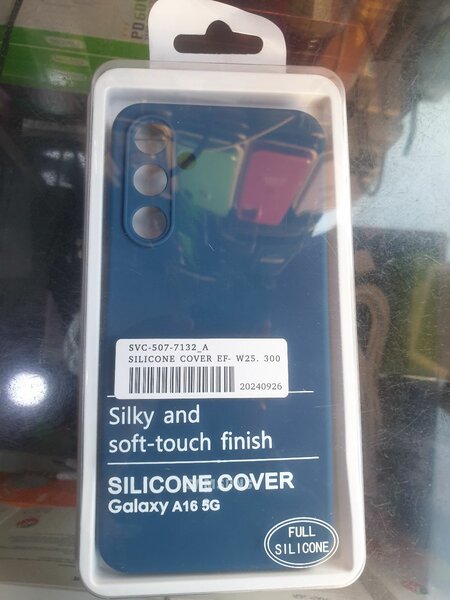 SVC-507-7132_A
SILICONE COVER EF- W25. 300
20240926
Silky and
soft-touch finish
SILICONE COVER
Galaxy A16 5G
FULL
SILICONE